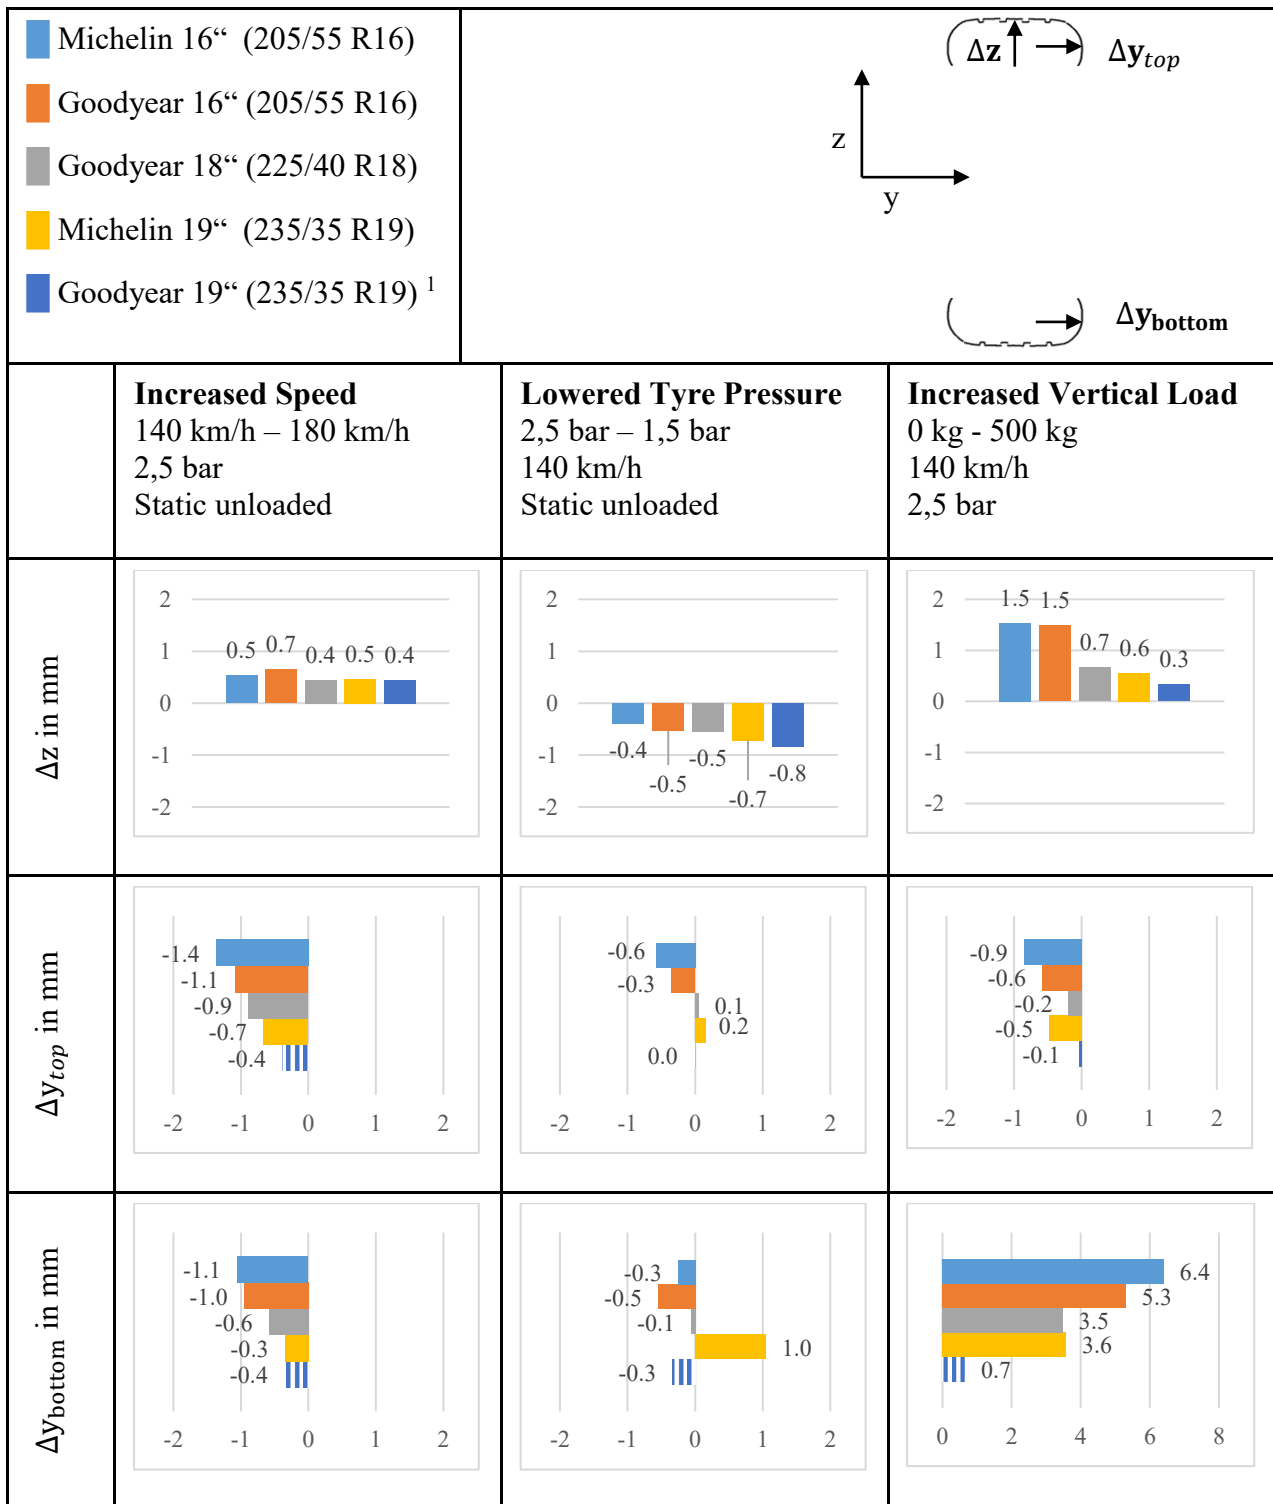 Michelin 16“ (205/55 R16)
Goodyear 16“ (205/55 R16)
Goodyear 18“ (225/40 R18)
Michelin 19“ (235/35 R19)
Goodyear 19“ (235/35 R19) ¹
Δz
Δy_top
z
y
Δy_bottom
Increased Speed
140 km/h – 180 km/h
2,5 bar
Static unloaded
Lowered Tyre Pressure
2,5 bar – 1,5 bar
140 km/h
Static unloaded
Increased Vertical Load
0 kg - 500 kg
140 km/h
2,5 bar
Δz in mm
2
1
0
-1
-2
0.5 0.7 0.4 0.5 0.4
2
1
0
-1
-2
-0.4 -0.5 -0.5 -0.7 -0.8
2
1
0
-1
-2
1.5 1.5 0.7 0.6 0.3
Δy_top in mm
-1.4
-1.1
-0.9
-0.7
-0.4
-2 -1 0 1 2
-0.6
-0.3
0.1
0.2
0.0
-2 -1 0 1 2
-0.9
-0.6
-0.2
-0.5
-0.1
-2 -1 0 1 2
Δy_bottom in mm
-1.1
-1.0
-0.6
-0.3
-0.4
-2 -1 0 1 2
-0.3
-0.5
-0.1
1.0
-0.3
-2 -1 0 1 2
6.4
5.3
3.5
3.6
0.7
0 2 4 6 8